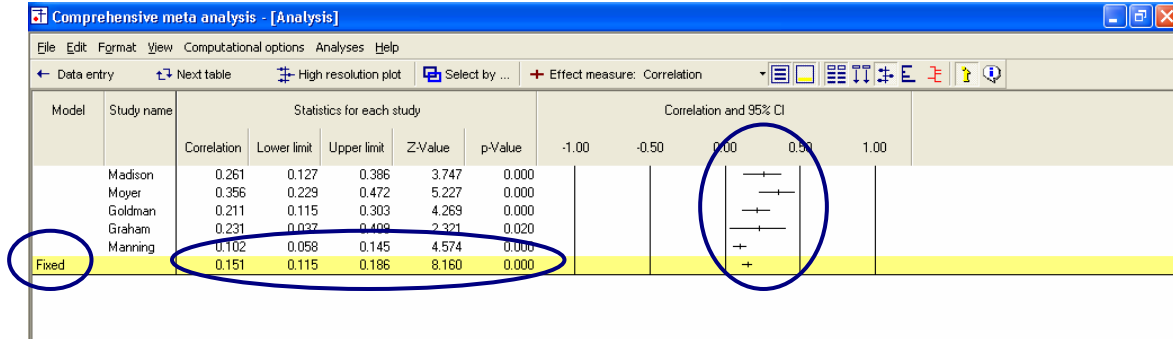 Comprehensive meta analysis - [Analysis]
File Edit Format View Computational options Analyses Help
← Data entry Next table High resolution plot Select by ... Effect measure: Correlation
Model Study name Statistics for each study Correlation and 95% CI
Correlation Lower limit Upper limit Z-Value p-Value -1.00 -0.50 0.00 0.50 1.00
Madison 0.261 0.127 0.386 3.747 0.000
Moyer 0.356 0.229 0.472 5.227 0.000
Goldman 0.211 0.115 0.303 4.269 0.000
Graham 0.231 0.037 0.409 2.321 0.020
Manning 0.102 0.058 0.145 4.574 0.000
Fixed 0.151 0.115 0.186 8.160 0.000